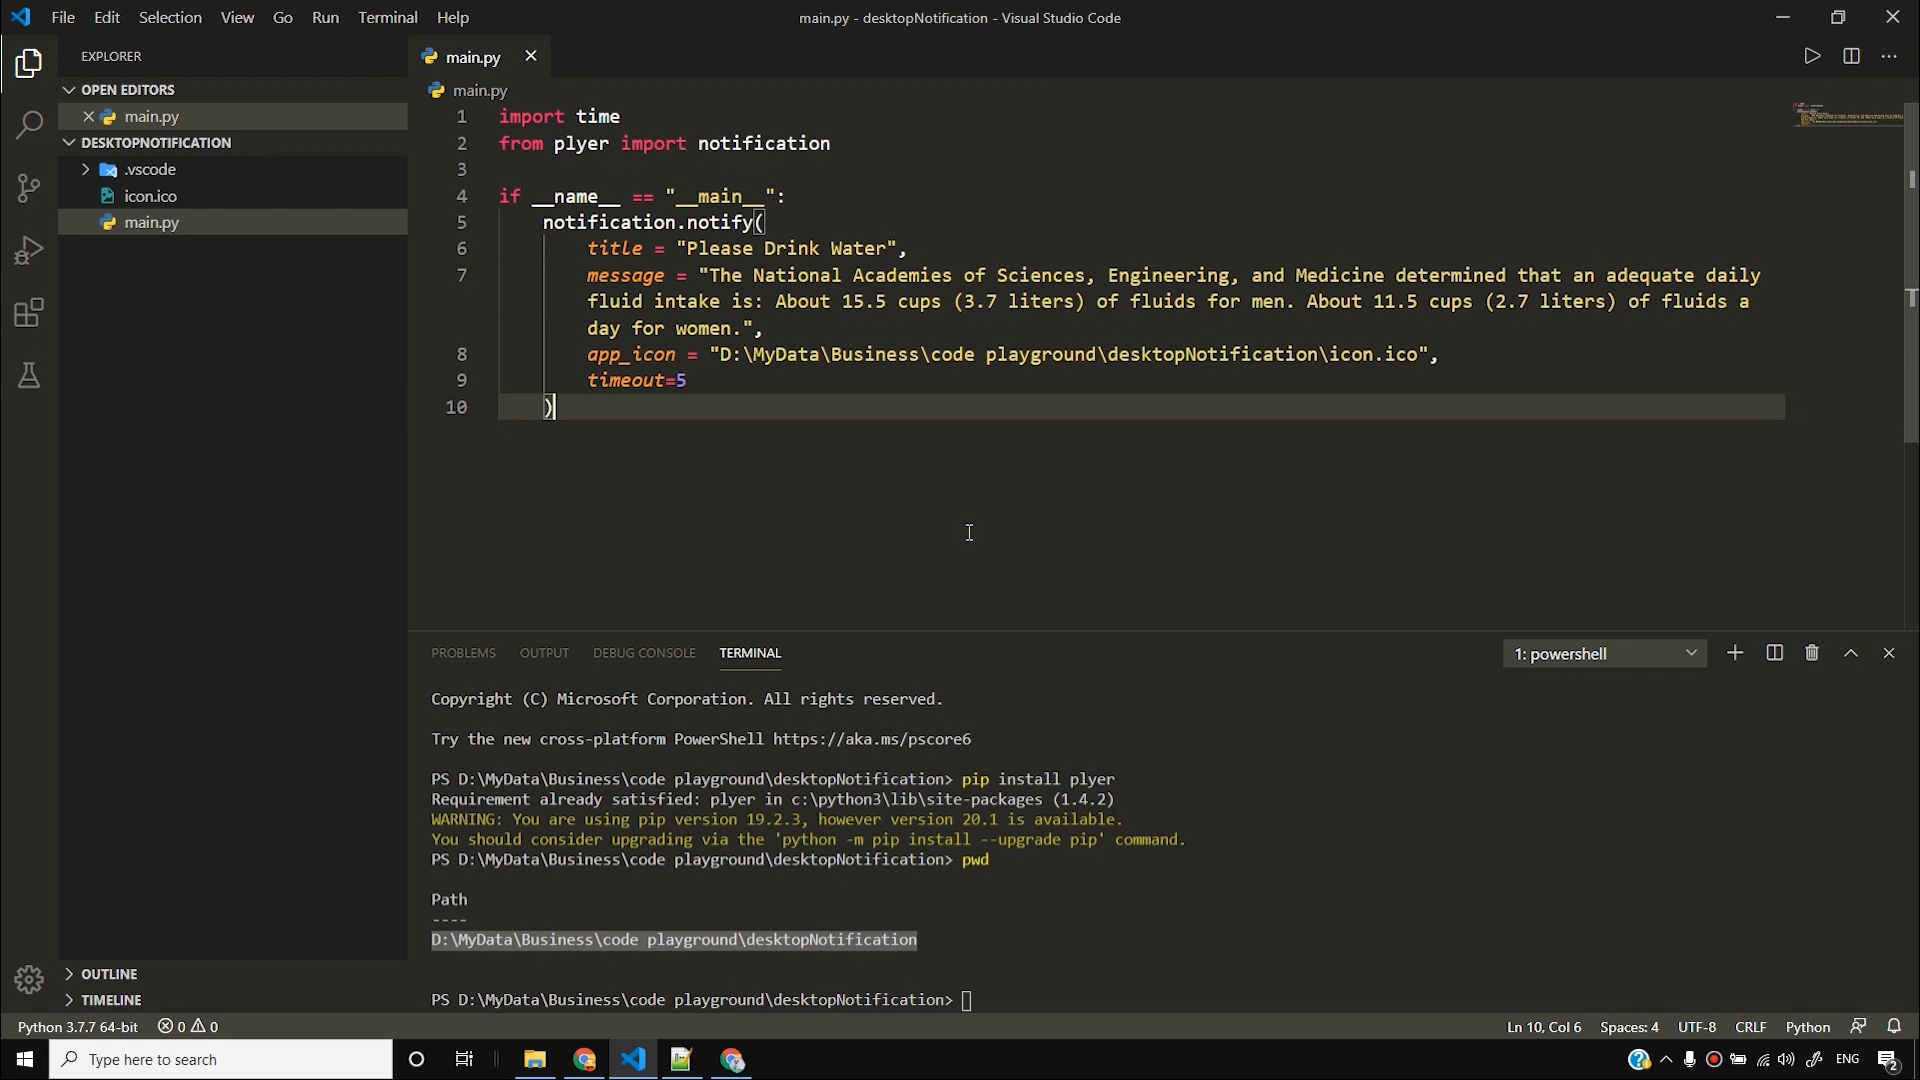 File Edit Selection View Go Run Terminal Help
main.py - desktopNotification - Visual Studio Code
EXPLORER
OPEN EDITORS
main.py
DESKTOPNOTIFICATION
.vscode
icon.ico
main.py
OUTLINE
TIMELINE
main.py
main.py
1 import time
2 from plyer import notification
3
4 if __name__ == "__main__":
5 notification.notify(
6 title = "Please Drink Water",
7 message = "The National Academies of Sciences, Engineering, and Medicine determined that an adequate daily
fluid intake is: About 15.5 cups (3.7 liters) of fluids for men. About 11.5 cups (2.7 liters) of fluids a
day for women.",
8 app_icon = "D:\MyData\Business\code playground\desktopNotification\icon.ico",
9 timeout=5
10 )
PROBLEMS OUTPUT DEBUG CONSOLE TERMINAL
1: powershell
Copyright (C) Microsoft Corporation. All rights reserved.
Try the new cross-platform PowerShell https://aka.ms/pscore6
PS D:\MyData\Business\code playground\desktopNotification> pip install plyer
Requirement already satisfied: plyer in c:\python3\lib\site-packages (1.4.2)
WARNING: You are using pip version 19.2.3, however version 20.1 is available.
You should consider upgrading via the 'python -m pip install --upgrade pip' command.
PS D:\MyData\Business\code playground\desktopNotification> pwd
Path
----
D:\MyData\Business\code playground\desktopNotification
PS D:\MyData\Business\code playground\desktopNotification>
Python 3.7.7 64-bit 0 0
Ln 10, Col 6 Spaces: 4 UTF-8 CRLF Python
Type here to search
ENG
2